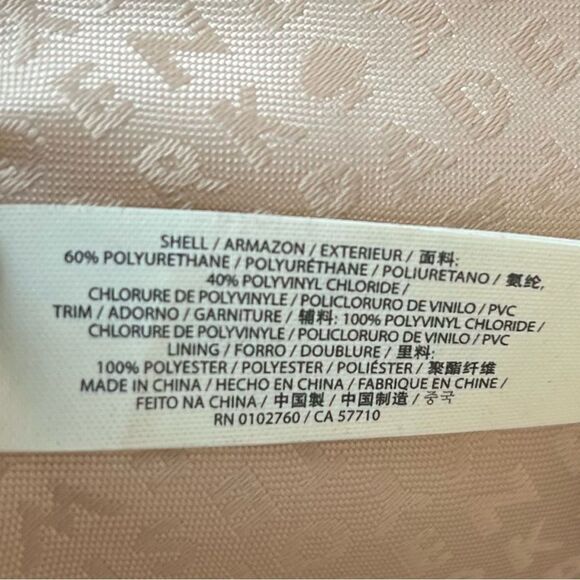 SHELL / ARMAZON / EXTERIEUR / 面料:
60% POLYURETHANE / POLYURÉTHANE / POLIURETANO / 氨纶,
40% POLYVINYL CHLORIDE /
CHLORURE DE POLYVINYLE / POLICLORURO DE VINILO / PVC
TRIM / ADORNO / GARNITURE / 辅料: 100% POLYVINYL CHLORIDE /
CHLORURE DE POLYVINYLE / POLICLORURO DE VINILO / PVC
LINING / FORRO / DOUBLURE / 里料:
100% POLYESTER / POLYESTER / POLIÉSTER / 聚酯纤维
MADE IN CHINA / HECHO EN CHINA / FABRIQUE EN CHINE /
FEITO NA CHINA / 中国製 / 中国制造 / 중국
RN 0102760 / CA 57710